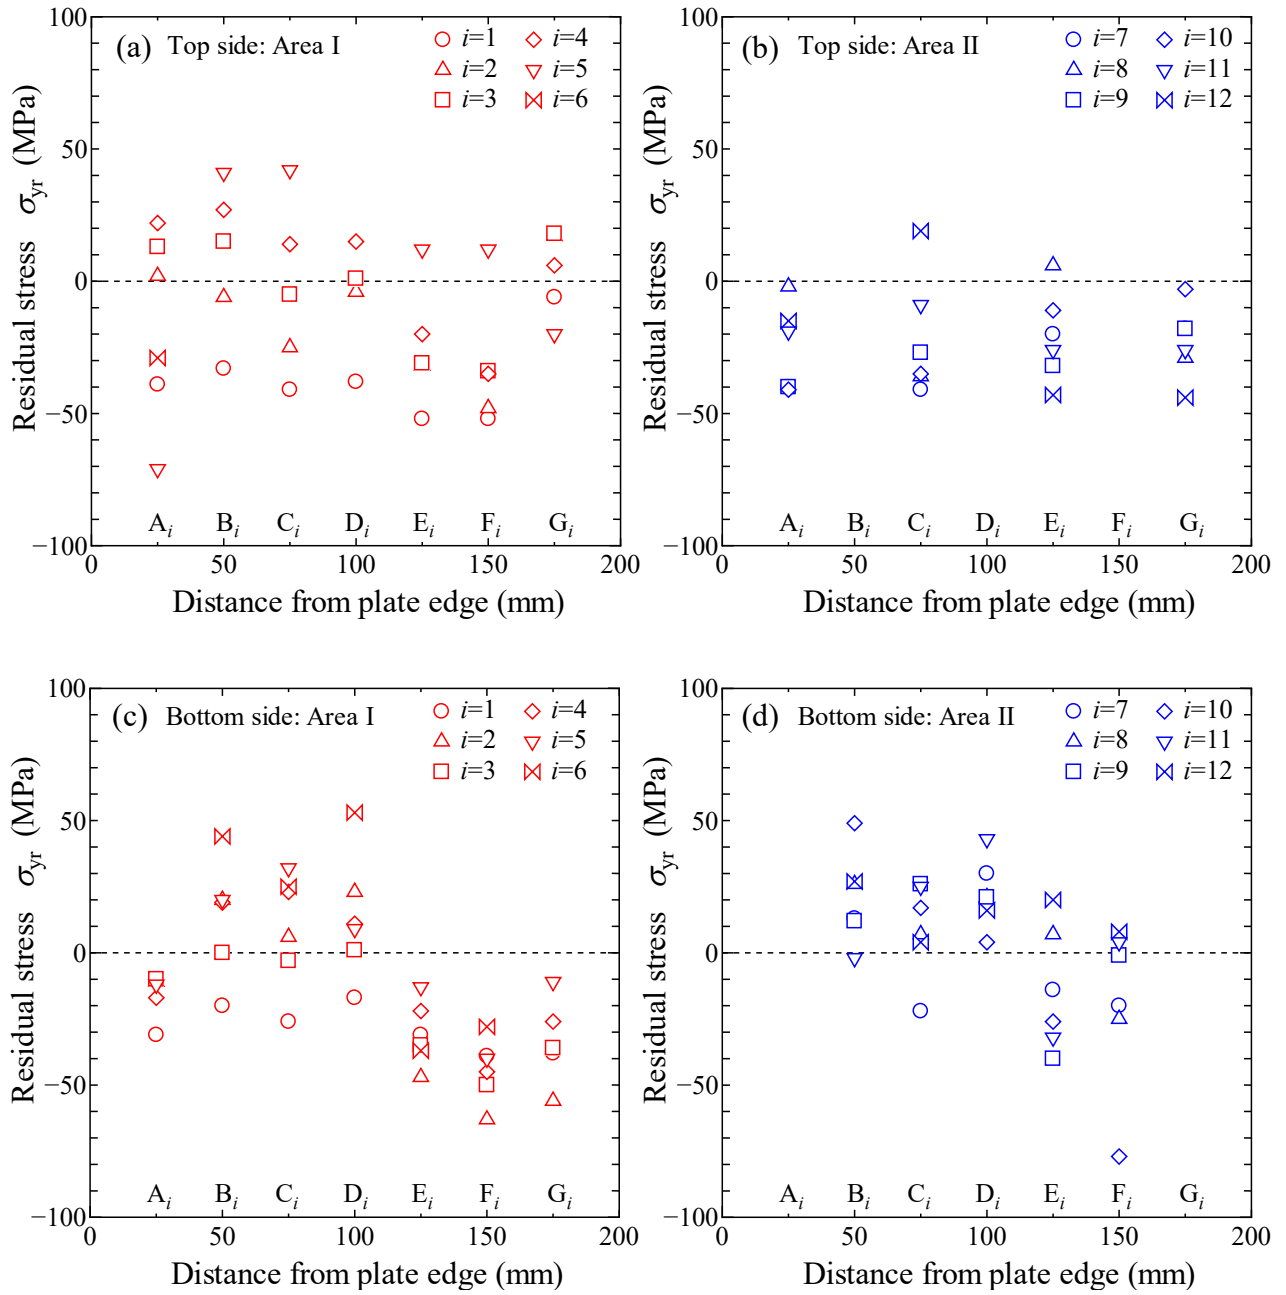 (a) Top side: Area I
i=1 i=4
i=2 i=5
i=3 i=6
100
50
0
−50
−100
Residual stress σyr (MPa)
Ai Bi Ci Di Ei Fi Gi
0 50 100 150 200
Distance from plate edge (mm)
(b) Top side: Area II
i=7 i=10
i=8 i=11
i=9 i=12
100
50
0
−50
−100
Residual stress σyr (MPa)
Ai Bi Ci Di Ei Fi Gi
0 50 100 150 200
Distance from plate edge (mm)
(c) Bottom side: Area I
i=1 i=4
i=2 i=5
i=3 i=6
100
50
0
−50
−100
Residual stress σyr (MPa)
Ai Bi Ci Di Ei Fi Gi
0 50 100 150 200
Distance from plate edge (mm)
(d) Bottom side: Area II
i=7 i=10
i=8 i=11
i=9 i=12
100
50
0
−50
−100
Residual stress σyr (MPa)
Ai Bi Ci Di Ei Fi Gi
0 50 100 150 200
Distance from plate edge (mm)